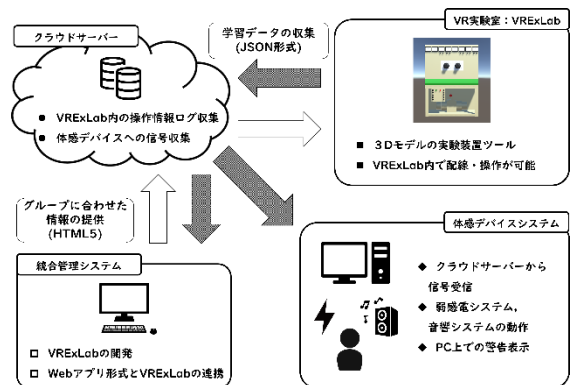 クラウドサーバー
● VRExLab内の操作情報ログ収集
● 体感デバイスへの信号収集
学習データの収集
(JSON形式)
VR実験室：VRExLab
■ 3Dモデルの実験装置ツール
■ VRExLab内で配線・操作が可能
グループに合わせた
情報の提供
(HTML5)
統合管理システム
□ VRExLabの開発
□ Webアプリ形式とVRExLabの連携
体感デバイスシステム
◆ クラウドサーバーから
信号受信
◆ 弱感電システム，
音響システムの動作
◆ PC上での警告表示